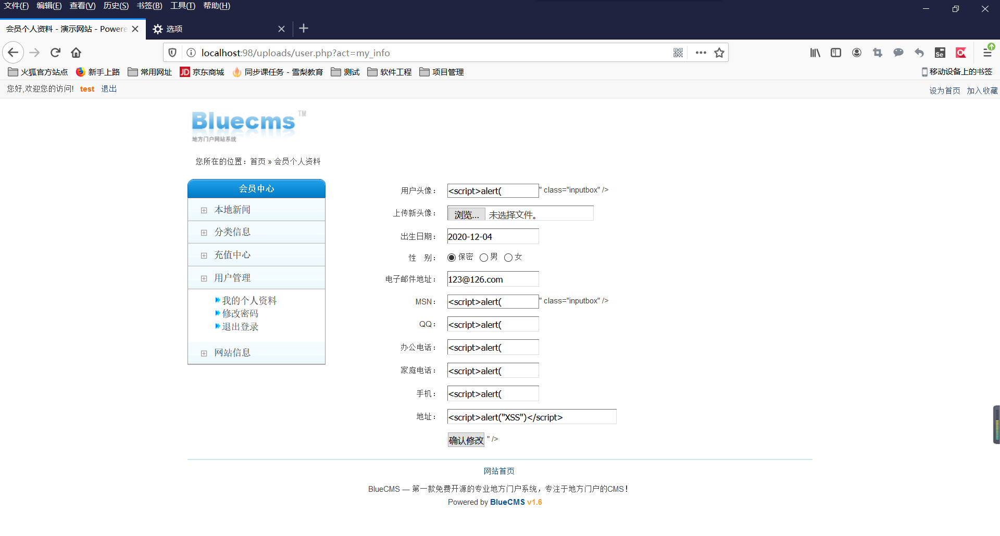 文件(F) 编辑(E) 查看(V) 历史(S) 书签(B) 工具(T) 帮助(H)
会员个人资料 - 演示网站 - Powere
选项
localhost:98/uploads/user.php?act=my_info
火狐官方站点 新手上路 常用网址 JD 京东商城 同步课任务 - 雪梨教育 测试 软件工程 项目管理 移动设备上的书签
您好,欢迎您的访问! test 退出 设为首页 加入收藏
Bluecms TM
地方门户网站系统
您所在的位置：首页 » 会员个人资料
会员中心
本地新闻
分类信息
充值中心
用户管理
我的个人资料
修改密码
退出登录
网站信息
用户头像： <script>alert( " class="inputbox" />
上传新头像： 浏览... 未选择文件。
出生日期： 2020-12-04
性 别： 保密 男 女
电子邮件地址： 123@126.com
MSN： <script>alert( " class="inputbox" />
QQ： <script>alert(
办公电话： <script>alert(
家庭电话： <script>alert(
手机： <script>alert(
地址： <script>alert("XSS")</script>
确认修改 " />
网站首页
BlueCMS — 第一款免费开源的专业地方门户系统，专注于地方门户的CMS！
Powered by BlueCMS v1.6